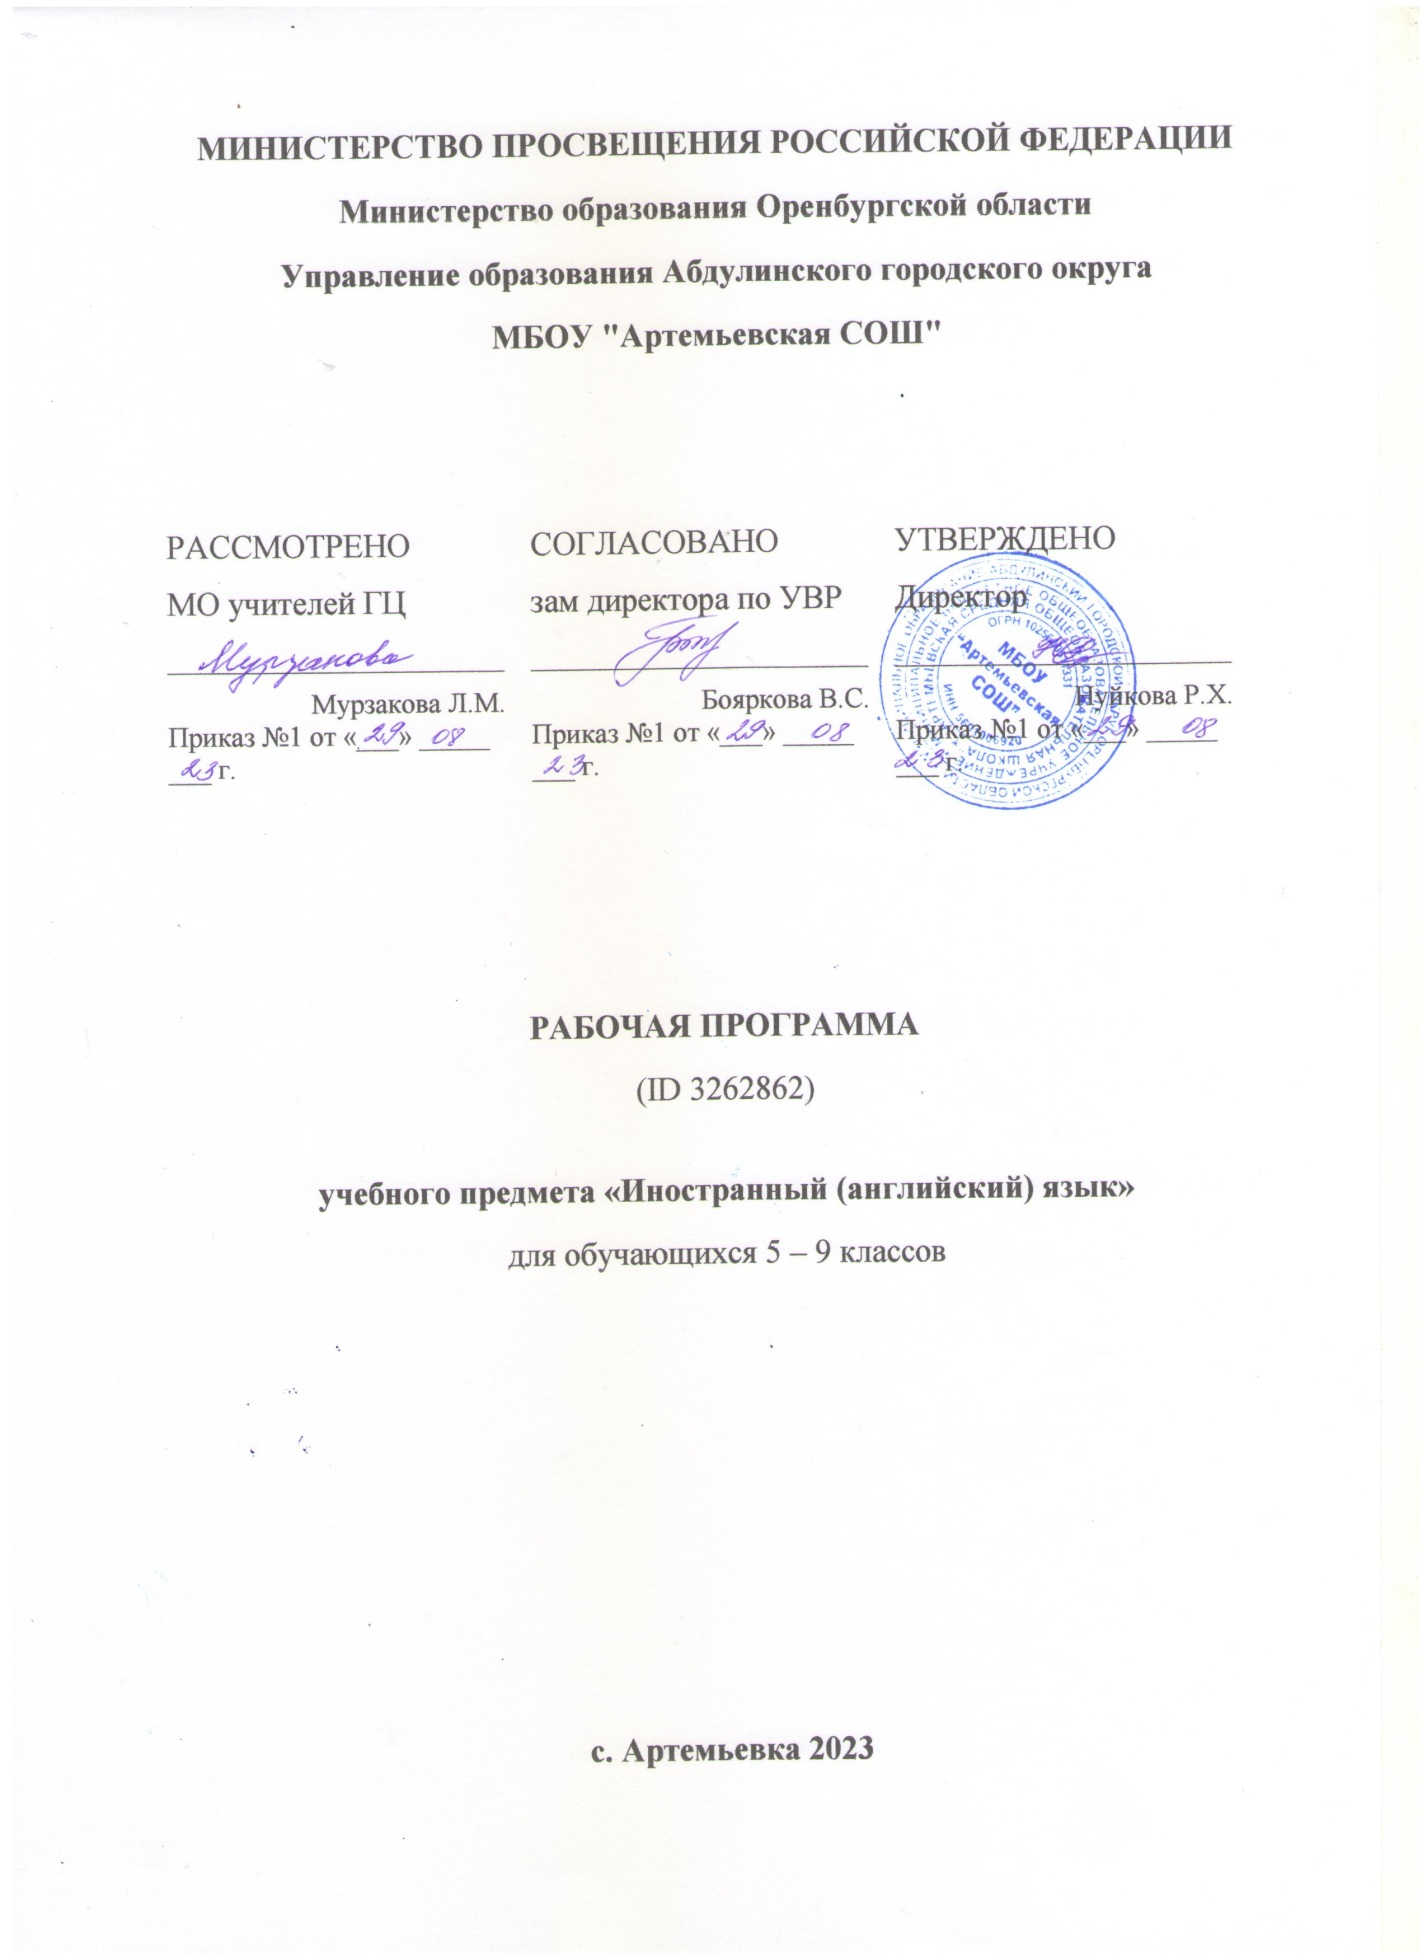 МИНИСТЕРСТВО ПРОСВЕЩЕНИЯ РОССИЙСКОЙ ФЕДЕРАЦИИ
Министерство образования Оренбургской области
Управление образования Абдулинского городского округа
МБОУ "Артемьевская СОШ"
РАССМОТРЕНО
МО учителей ГЦ
Мурзакова
Мурзакова Л.М.
Приказ №1 от «29» 08
23 г.
СОГЛАСОВАНО
зам директора по УВР
Бояркова В.С.
Приказ №1 от «29» 08
23 г.
УТВЕРЖДЕНО
Директор
Нуйкова Р.Х.
Приказ №1 от «29» 08
23 г.
МБОУ
"Артемьевская
СОШ"
РАБОЧАЯ ПРОГРАММА
(ID 3262862)
учебного предмета «Иностранный (английский) язык»
для обучающихся 5 – 9 классов
с. Артемьевка 2023